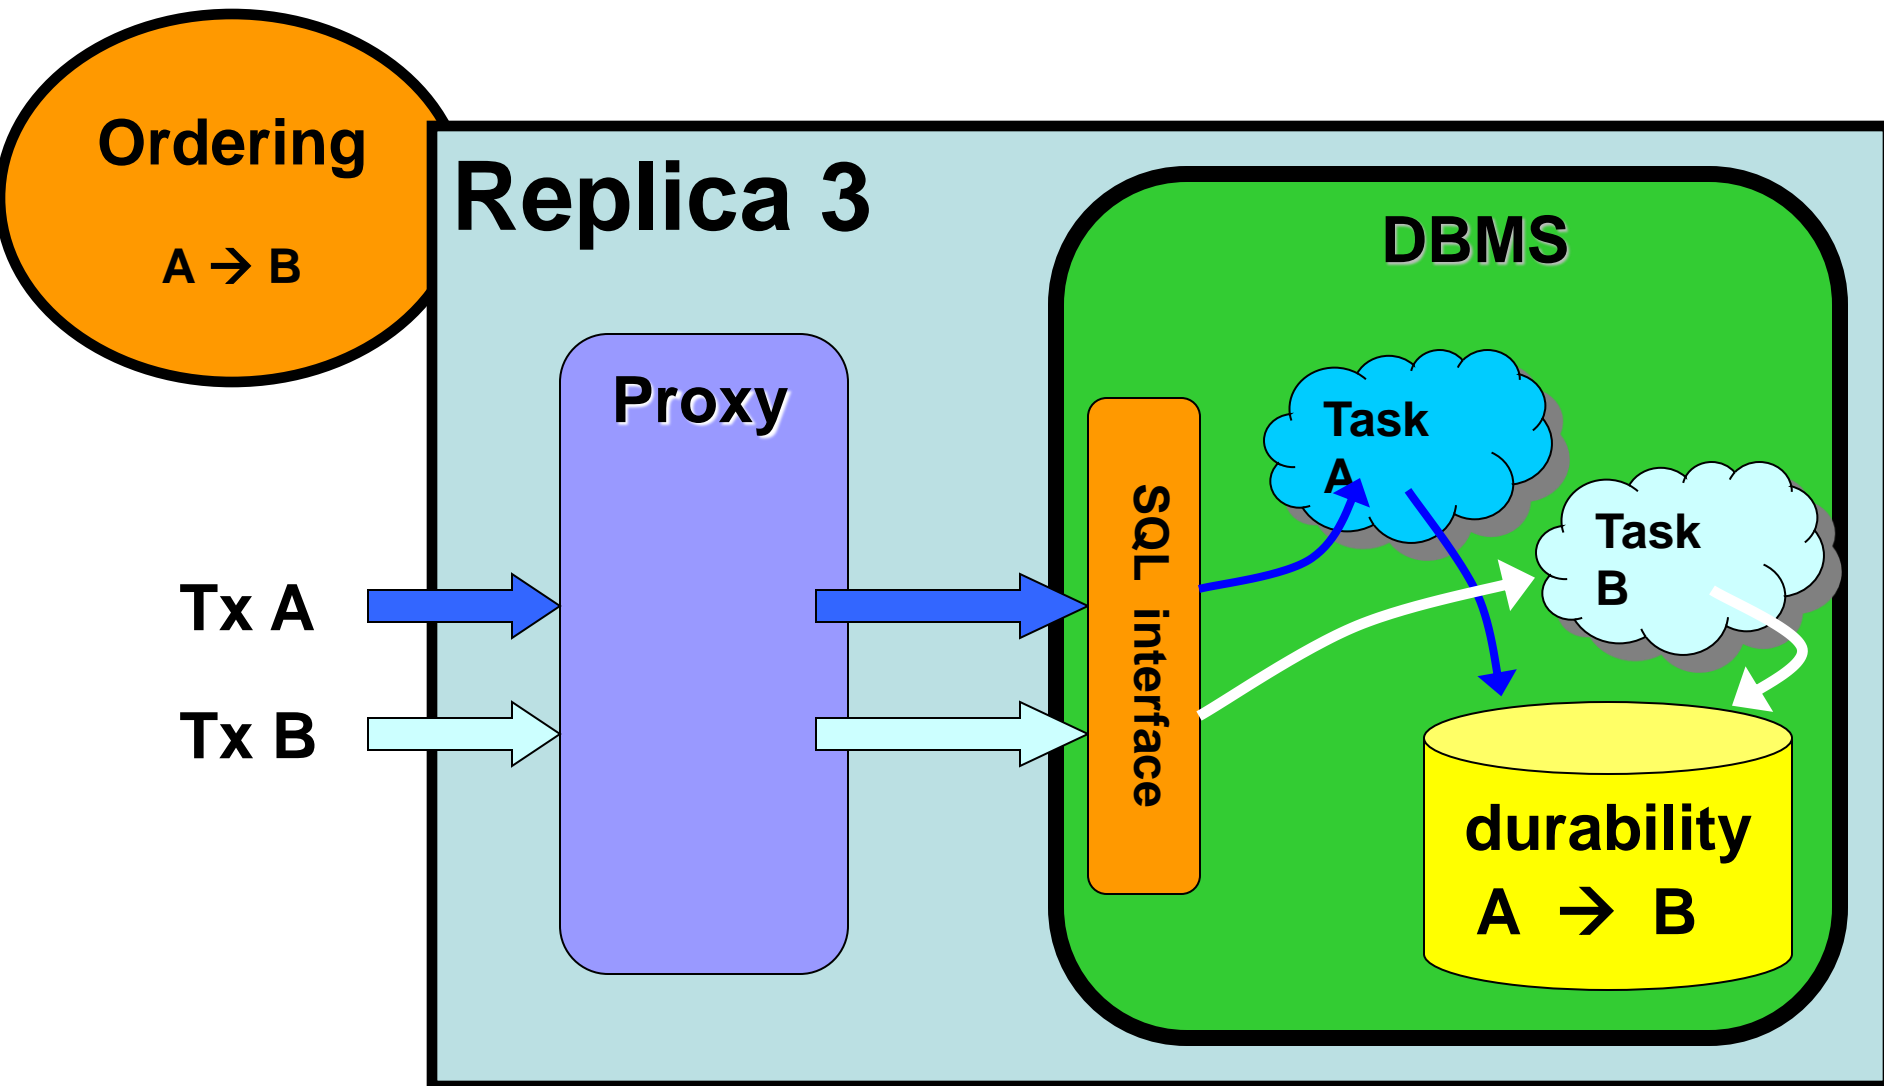 Ordering
A → B
Replica 3
DBMS
Proxy
Task
A
Task
B
SQL interface
Tx A
Tx B
durability
A → B